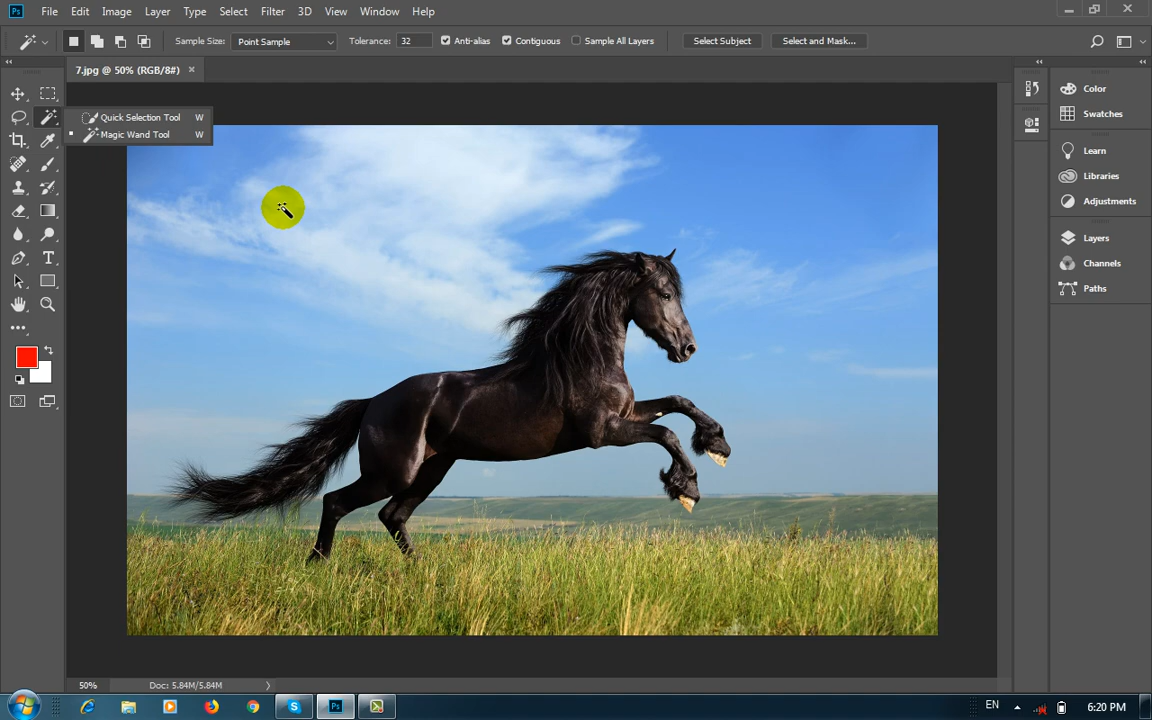 Ps File Edit Image Layer Type Select Filter 3D View Window Help
Sample Size: Point Sample Tolerance: 32 Anti-alias Contiguous Sample All Layers Select Subject Select and Mask...
7.jpg @ 50% (RGB/8#) ×
Quick Selection Tool W
Magic Wand Tool W
Color
Swatches
Learn
Libraries
Adjustments
Layers
Channels
Paths
50% Doc: 5.84M/5.84M
EN 6:20 PM